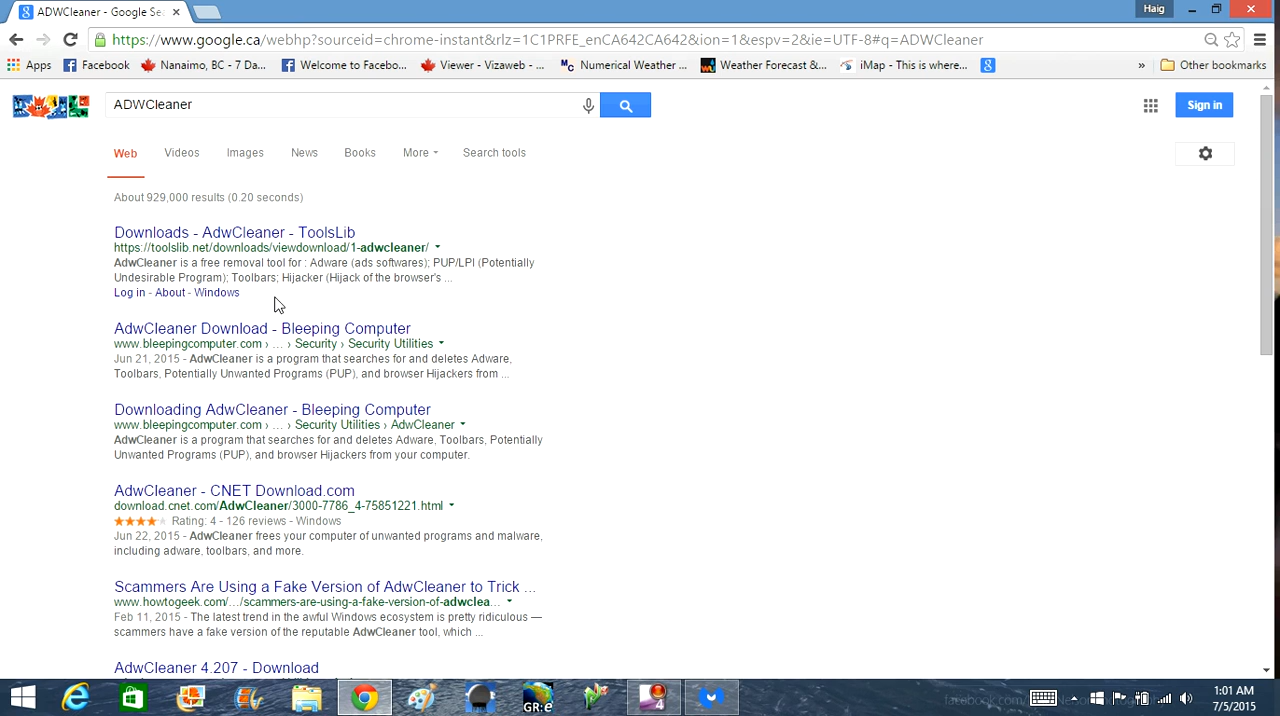 ADWCleaner - Google Sea
Haig
https://www.google.ca/webhp?sourceid=chrome-instant&rlz=1C1PRFE_enCA642CA642&ion=1&espv=2&ie=UTF-8#q=ADWCleaner
Apps Facebook Nanaimo, BC - 7 Da... Welcome to Facebo... Viewer - Vizaweb - ... Numerical Weather ... Weather Forecast &... iMap - This is where... » Other bookmarks
ADWCleaner
Sign in
Web Videos Images News Books More Search tools
About 929,000 results (0.20 seconds)
Downloads - AdwCleaner - ToolsLib
https://toolslib.net/downloads/viewdownload/1-adwcleaner/
AdwCleaner is a free removal tool for : Adware (ads softwares); PUP/LPI (Potentially
Undesirable Program); Toolbars; Hijacker (Hijack of the browser's ...
Log in - About - Windows
AdwCleaner Download - Bleeping Computer
www.bleepingcomputer.com › ... › Security › Security Utilities
Jun 21, 2015 - AdwCleaner is a program that searches for and deletes Adware,
Toolbars, Potentially Unwanted Programs (PUP), and browser Hijackers from ...
Downloading AdwCleaner - Bleeping Computer
www.bleepingcomputer.com › ... › Security Utilities › AdwCleaner
AdwCleaner is a program that searches for and deletes Adware, Toolbars, Potentially
Unwanted Programs (PUP), and browser Hijackers from your computer.
AdwCleaner - CNET Download.com
download.cnet.com/AdwCleaner/3000-7786_4-75851221.html
Rating: 4 - 126 reviews - Windows
Jun 22, 2015 - AdwCleaner frees your computer of unwanted programs and malware,
including adware, toolbars, and more.
Scammers Are Using a Fake Version of AdwCleaner to Trick ...
www.howtogeek.com/.../scammers-are-using-a-fake-version-of-adwclea...
Feb 11, 2015 - The latest trend in the awful Windows ecosystem is pretty ridiculous —
scammers have a fake version of the reputable AdwCleaner tool, which ...
AdwCleaner 4.207 - Download
GR:e
4
1:01 AM
7/5/2015